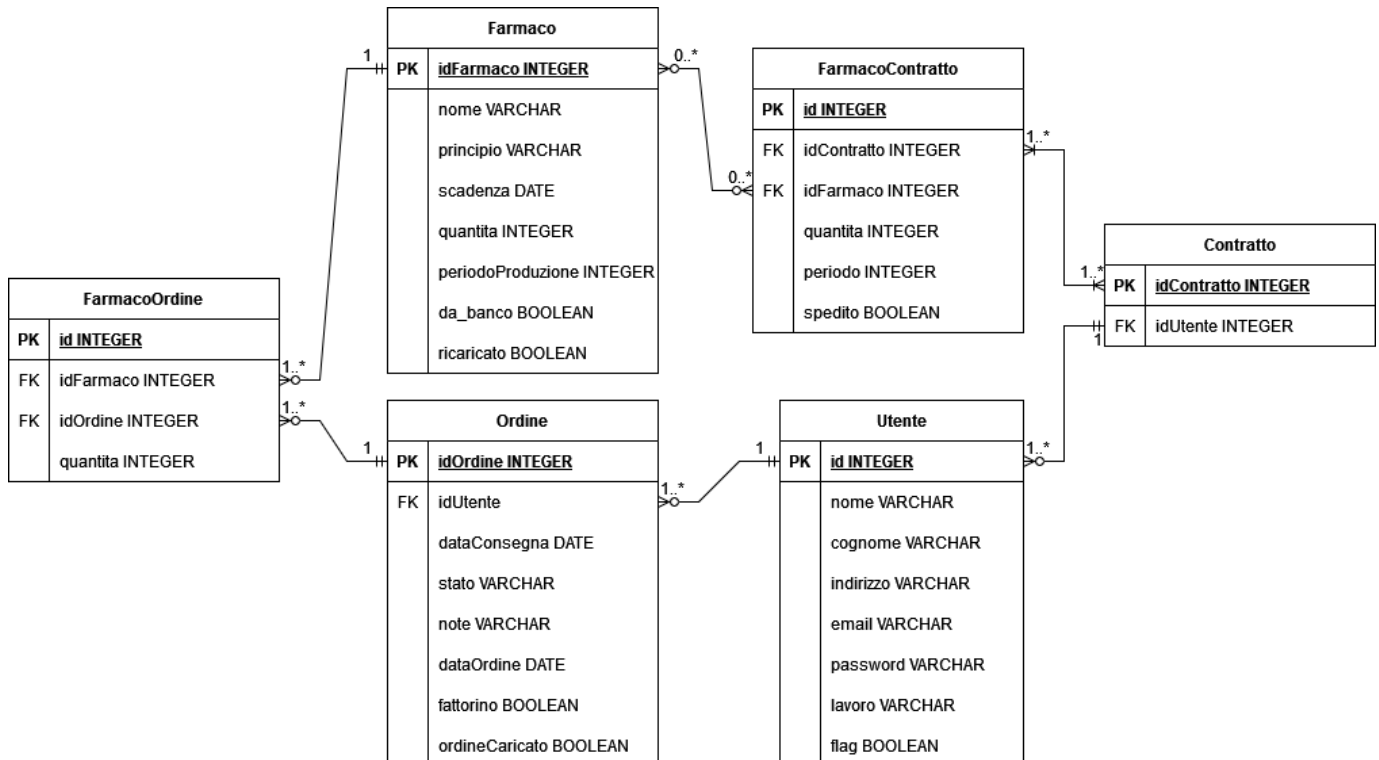 Farmaco
PK idFarmaco INTEGER
nome VARCHAR
principio VARCHAR
scadenza DATE
quantita INTEGER
periodoProduzione INTEGER
da_banco BOOLEAN
ricaricato BOOLEAN
1
0..*
FarmacoContratto
PK id INTEGER
FK idContratto INTEGER
FK idFarmaco INTEGER
quantita INTEGER
periodo INTEGER
spedito BOOLEAN
0..*
1..*
Contratto
PK idContratto INTEGER
FK idUtente INTEGER
1..*
1
FarmacoOrdine
PK id INTEGER
FK idFarmaco INTEGER
FK idOrdine INTEGER
quantita INTEGER
1..*
1..*
Ordine
PK idOrdine INTEGER
FK idUtente
dataConsegna DATE
stato VARCHAR
note VARCHAR
dataOrdine DATE
fattorino BOOLEAN
ordineCaricato BOOLEAN
1
1..*
Utente
PK id INTEGER
nome VARCHAR
cognome VARCHAR
indirizzo VARCHAR
email VARCHAR
password VARCHAR
lavoro VARCHAR
flag BOOLEAN
1
1..*